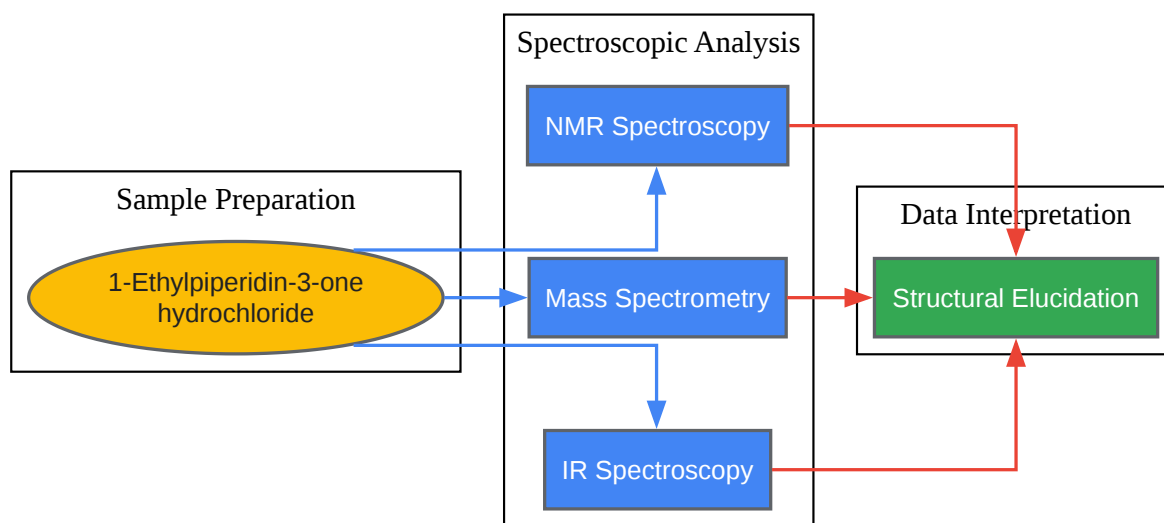 Sample Preparation
1-Ethylpiperidin-3-one
hydrochloride
Spectroscopic Analysis
NMR Spectroscopy
Mass Spectrometry
IR Spectroscopy
Data Interpretation
Structural Elucidation